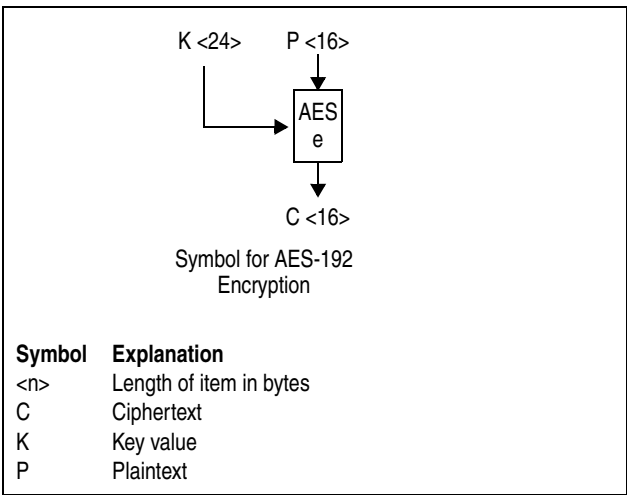 K <24> P <16>
AES
e
C <16>
Symbol for AES-192
Encryption
Symbol Explanation
<n> Length of item in bytes
C Ciphertext
K Key value
P Plaintext